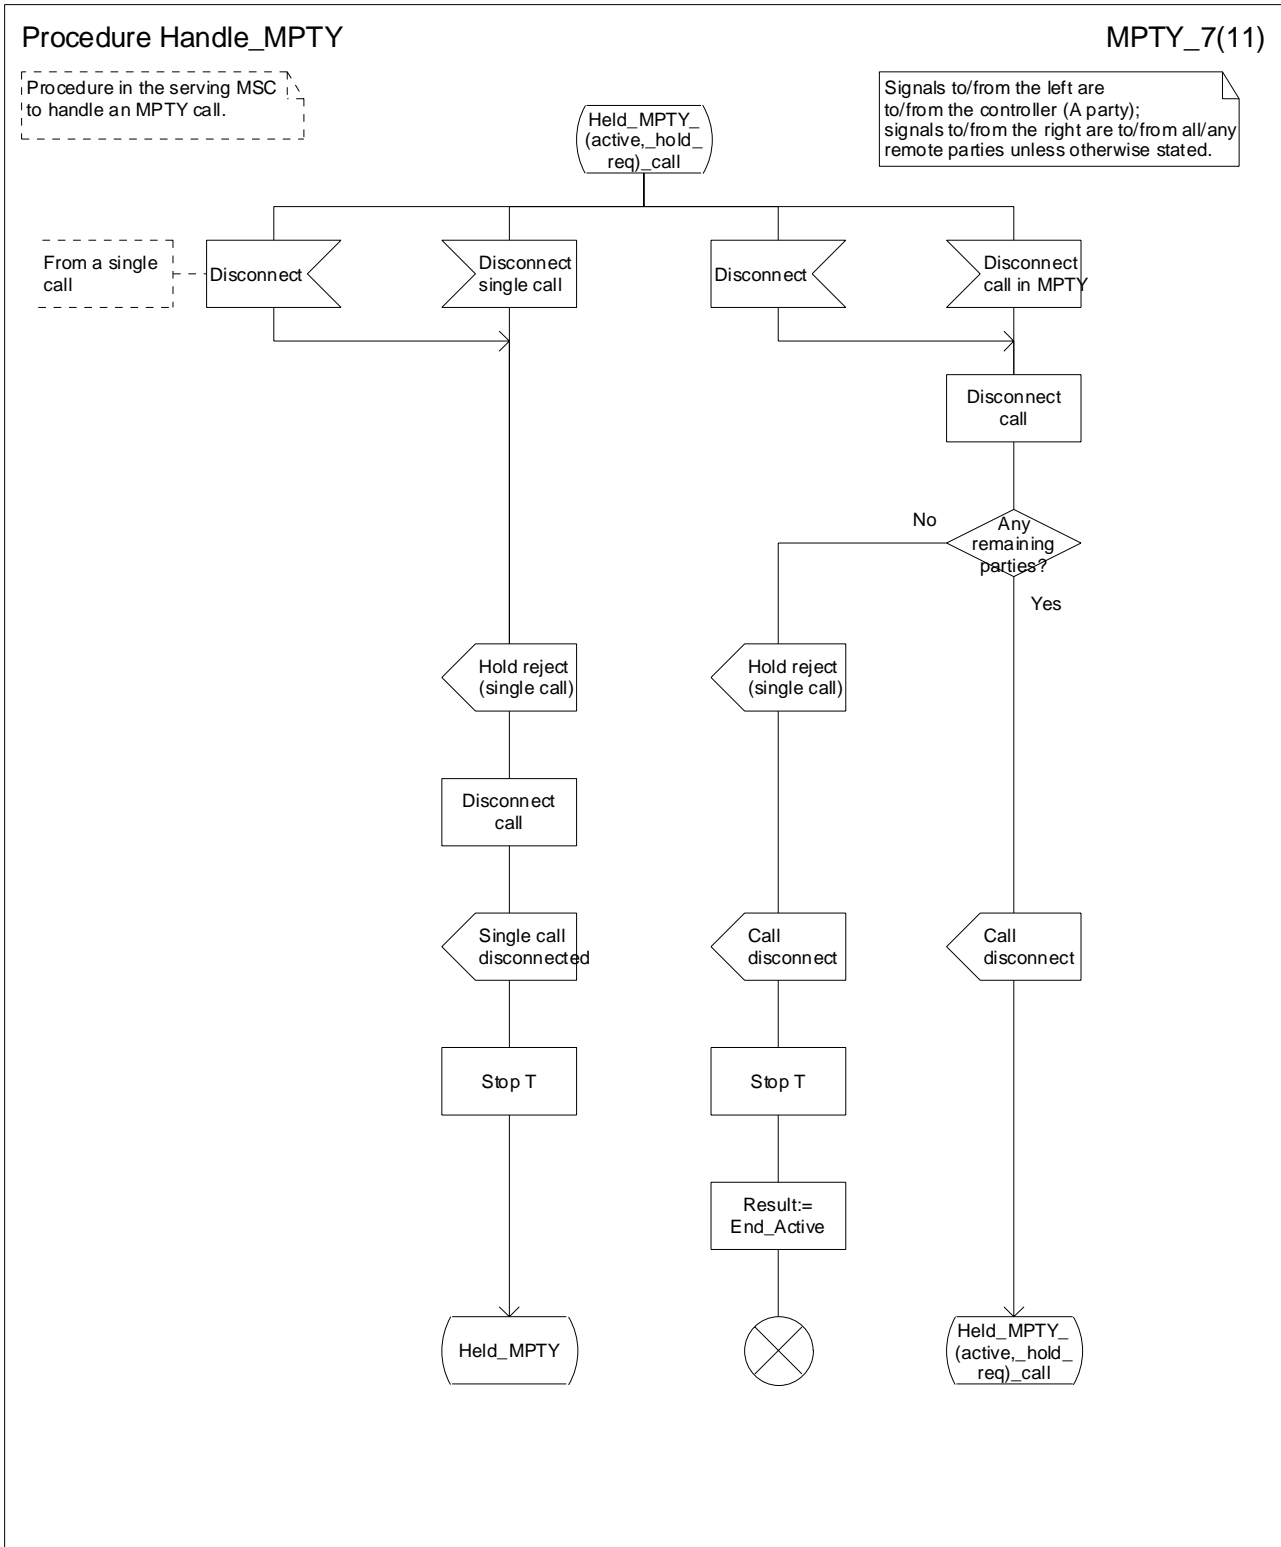 Procedure Handle_MPTY
MPTY_7(11)
Procedure in the serving MSC
to handle an MPTY call.
Signals to/from the left are
to/from the controller (A party);
signals to/from the right are to/from all/any
remote parties unless otherwise stated.
Held_MPTY_
(active,_hold_
req)_call
From a single
call
Disconnect
Disconnect
single call
Disconnect
Disconnect
call in MPTY
Disconnect
call
No
Any
remaining
parties?
Yes
Hold reject
(single call)
Hold reject
(single call)
Disconnect
call
Single call
disconnected
Call
disconnect
Call
disconnect
Stop T
Stop T
Result:=
End_Active
Held_MPTY
Held_MPTY_
(active,_hold_
req)_call